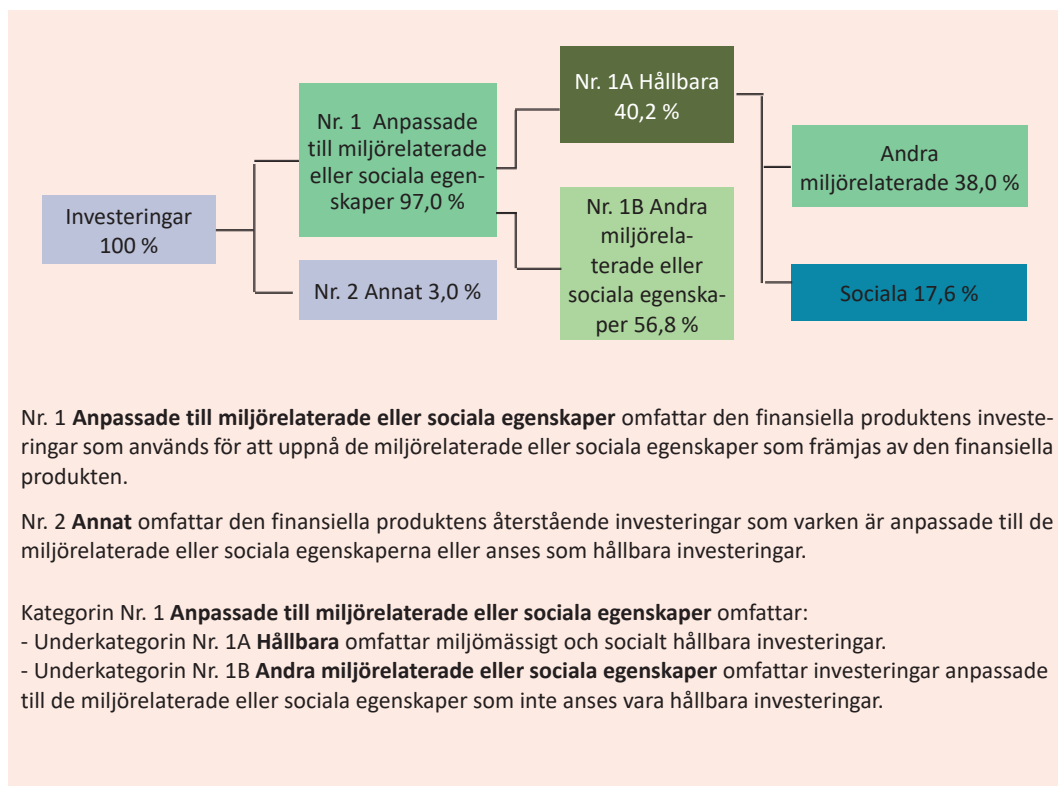 Investeringar
100 %
Nr. 1 Anpassade
till miljörelaterade
eller sociala egen-
skaper 97,0 %
Nr. 2 Annat 3,0 %
Nr. 1A Hållbara
40,2 %
Nr. 1B Andra
miljörela-
terade eller
sociala egenska-
per 56,8 %
Andra
miljörelaterade 38,0 %
Sociala 17,6 %
Nr. 1 Anpassade till miljörelaterade eller sociala egenskaper omfattar den finansiella produktens investe-
ringar som används för att uppnå de miljörelaterade eller sociala egenskaper som främjas av den finansiella
produkten.
Nr. 2 Annat omfattar den finansiella produktens återstående investeringar som varken är anpassade till de
miljörelaterade eller sociala egenskaperna eller anses som hållbara investeringar.
Kategorin Nr. 1 Anpassade till miljörelaterade eller sociala egenskaper omfattar:
- Underkategorin Nr. 1A Hållbara omfattar miljömässigt och socialt hållbara investeringar.
- Underkategorin Nr. 1B Andra miljörelaterade eller sociala egenskaper omfattar investeringar anpassade
till de miljörelaterade eller sociala egenskaper som inte anses vara hållbara investeringar.